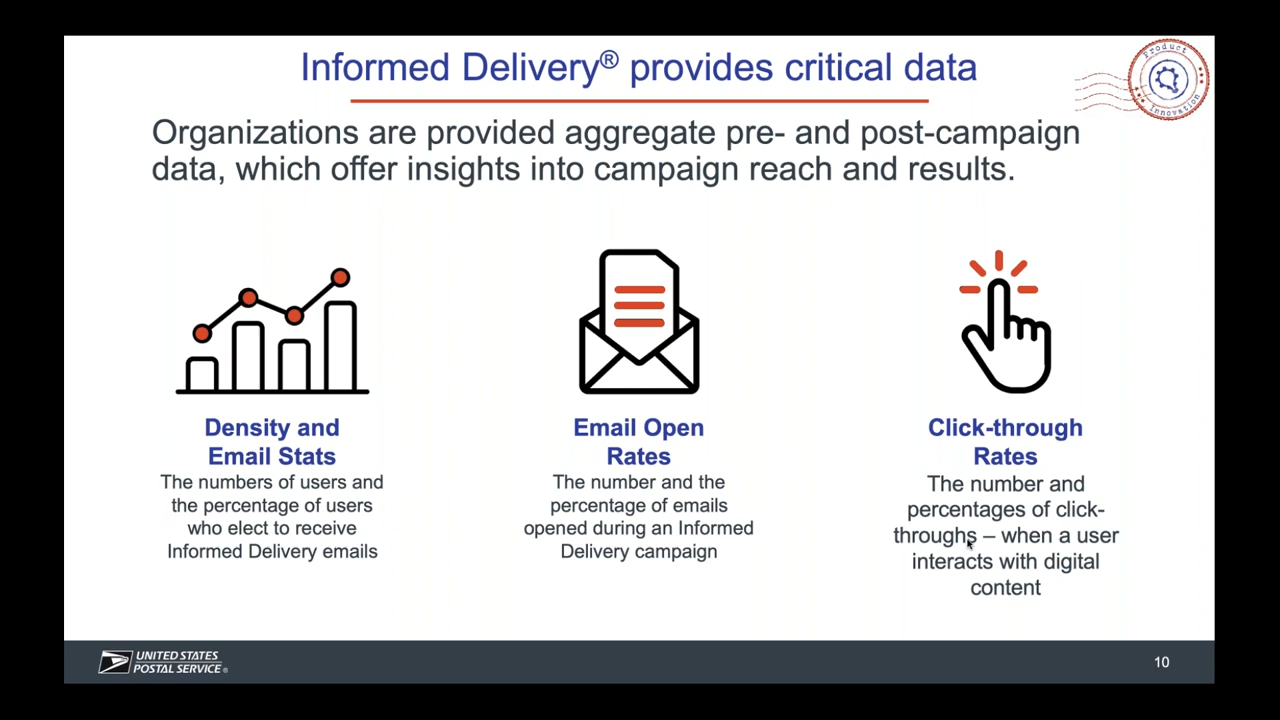 Informed Delivery® provides critical data
Product
Innovation
Organizations are provided aggregate pre- and post-campaign
data, which offer insights into campaign reach and results.
Density and
Email Stats
The numbers of users and
the percentage of users
who elect to receive
Informed Delivery emails
Email Open
Rates
The number and the
percentage of emails
opened during an Informed
Delivery campaign
Click-through
Rates
The number and
percentages of click-
throughs – when a user
interacts with digital
content
UNITED STATES
POSTAL SERVICE®
10